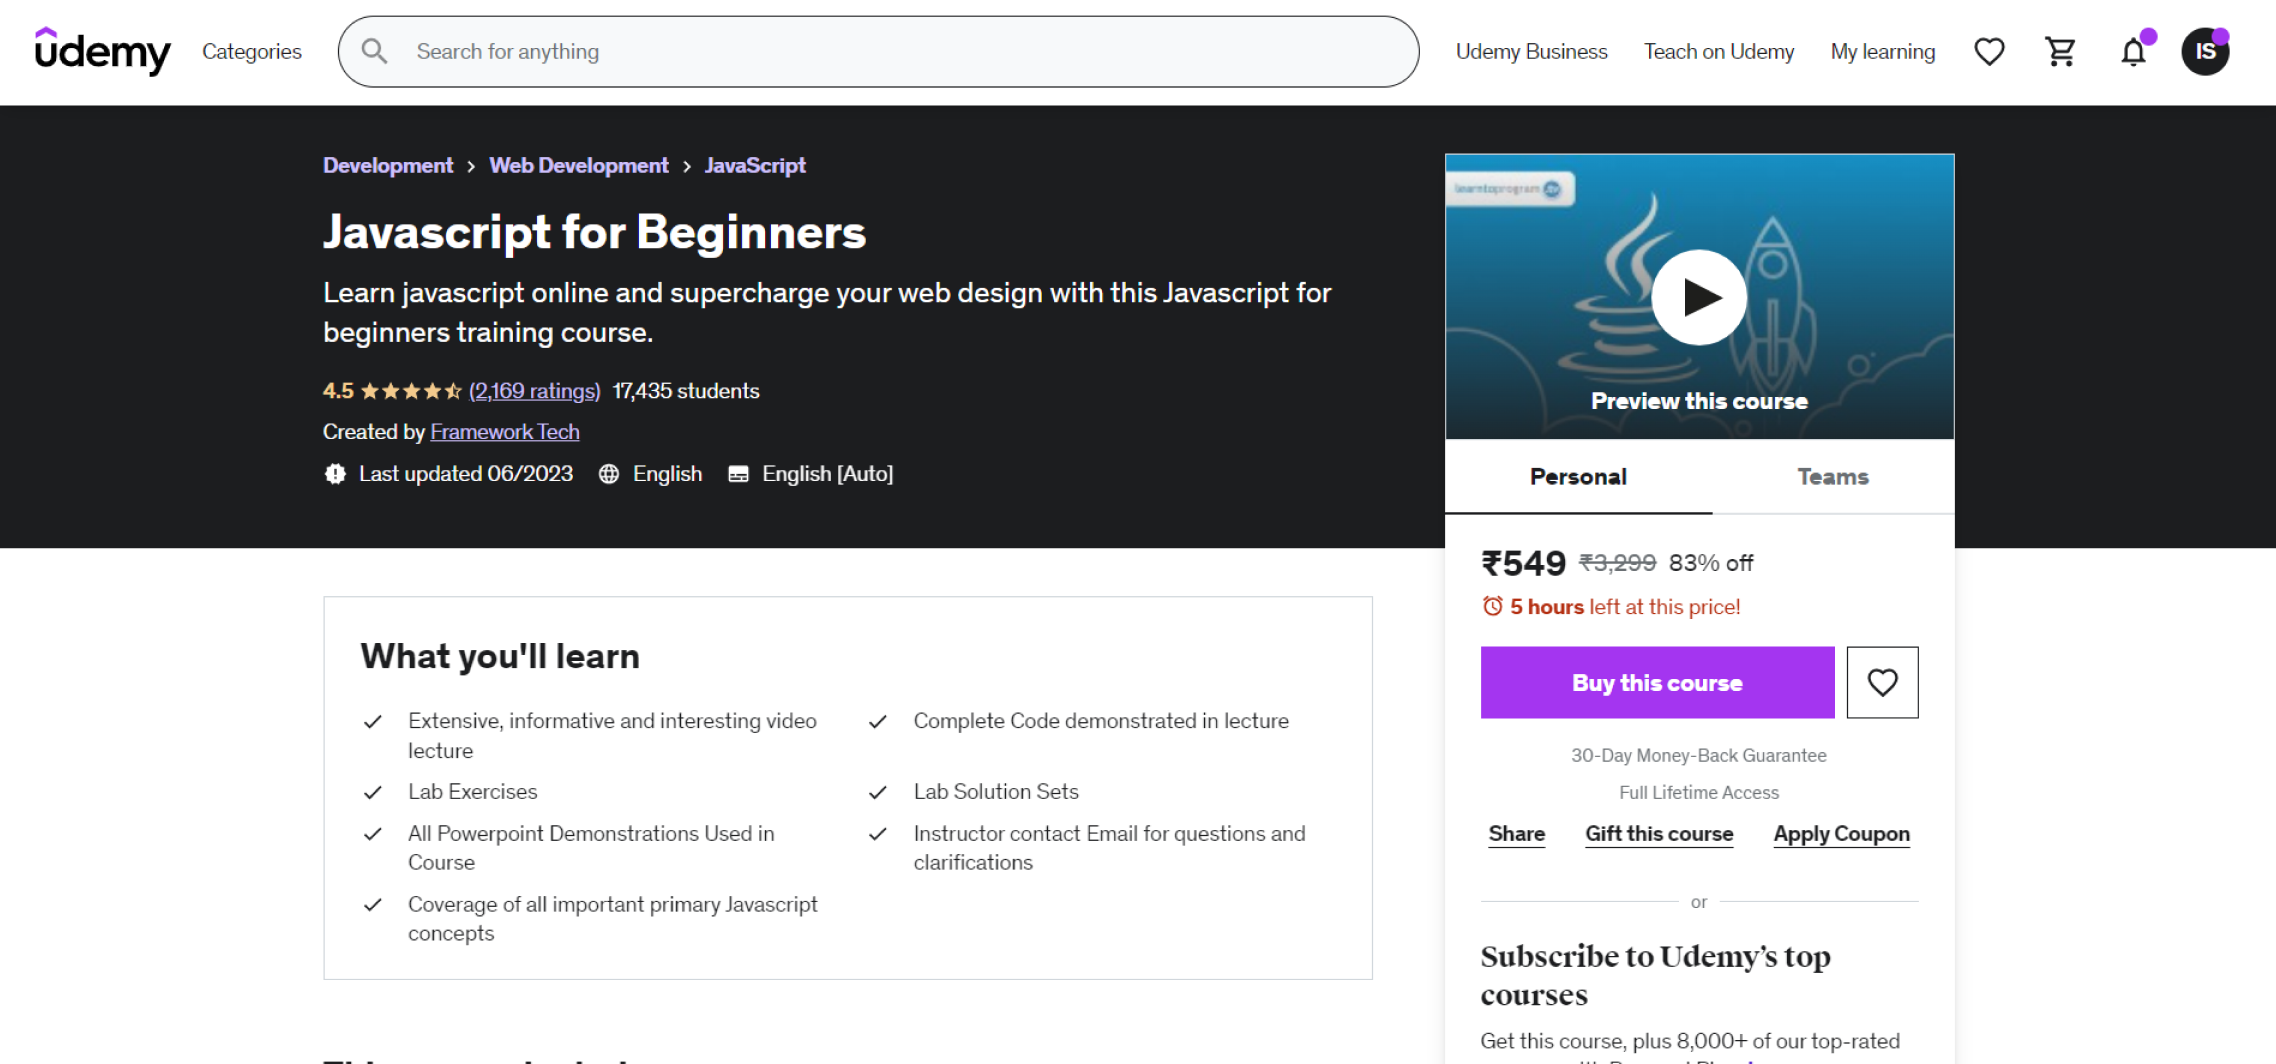 udemy
Categories
Search for anything
Udemy Business
Teach on Udemy
My learning
IS
Development > Web Development > JavaScript
Javascript for Beginners
Learn javascript online and supercharge your web design with this Javascript for
beginners training course.
4.5 (2,169 ratings) 17,435 students
Created by Framework Tech
Last updated 06/2023 English English [Auto]
learntoprogram .tv
Preview this course
Personal
Teams
₹549 ₹3,299 83% off
5 hours left at this price!
Buy this course
30-Day Money-Back Guarantee
Full Lifetime Access
Share
Gift this course
Apply Coupon
or
Subscribe to Udemy’s top
courses
Get this course, plus 8,000+ of our top-rated
What you'll learn
Extensive, informative and interesting video
lecture
Complete Code demonstrated in lecture
Lab Exercises
Lab Solution Sets
All Powerpoint Demonstrations Used in
Course
Instructor contact Email for questions and
clarifications
Coverage of all important primary Javascript
concepts